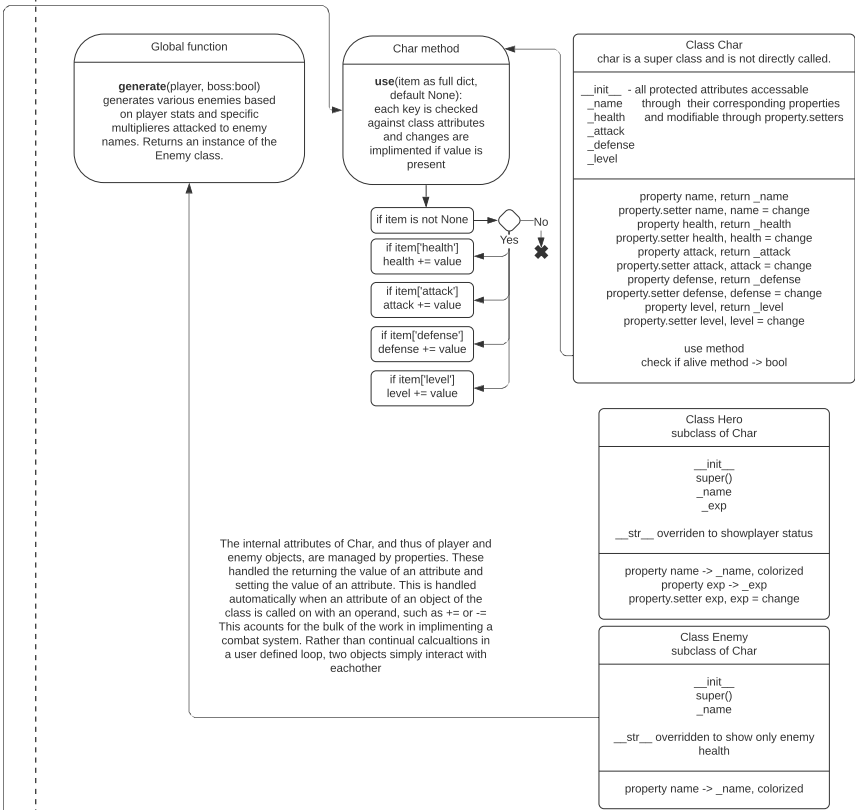 Global function
generate(player, boss:bool)
generates various enemies based
on player stats and specific
multiplieres attacked to enemy
names. Returns an instance of the
Enemy class.
Char method
use(item as full dict,
default None):
each key is checked
against class attributes
and changes are
implimented if value is
present
if item is not None
No
Yes
if item['health']
health += value
if item['attack']
attack += value
if item['defense']
defense += value
if item['level']
level += value
Class Char
char is a super class and is not directly called.
__init__ - all protected attributes accessable
_name through their corresponding properties
_health and modifiable through property.setters
_attack
_defense
_level
property name, return _name
property.setter name, name = change
property health, return _health
property.setter health, health = change
property attack, return _attack
property.setter attack, attack = change
property defense, return _defense
property.setter defense, defense = change
property level, return _level
property.setter level, level = change
use method
check if alive method -> bool
Class Hero
subclass of Char
__init__
super()
_name
_exp
__str__ overriden to showplayer status
property name -> _name, colorized
property exp -> _exp
property.setter exp, exp = change
The internal attributes of Char, and thus of player and
enemy objects, are managed by properties. These
handled the returning the value of an attribute and
setting the value of an attribute. This is handled
automatically when an attribute of an object of the
class is called on with an operand, such as += or -=
This acounts for the bulk of the work in implimenting a
combat system. Rather than continual calcualtions in
a user defined loop, two objects simply interact with
eachother
Class Enemy
subclass of Char
__init__
super()
_name
__str__ overridden to show only enemy
health
property name -> _name, colorized